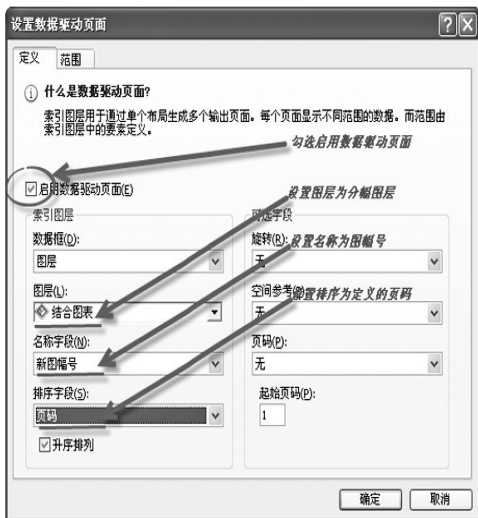 设置数据驱动页面
定义 范围
什么是数据驱动页面?
索引图层用于通过单个布局生成多个输出页面。每个页面显示不同范围的数据。而范围由
索引图层中的要素定义。
勾选启用数据驱动页面
启用数据驱动页面(E)
设置图层为分幅图层
索引图层
可选字段
数据框(D):
旋转(R):
设置名称为图幅号
图层
无
图层(L):
空间参考
设置排序为定义的页码
结合图表
无
名称字段(N):
页码(P):
新图幅号
无
排序字段(S):
起始页码(P):
页码
1
升序排列
确定 取消